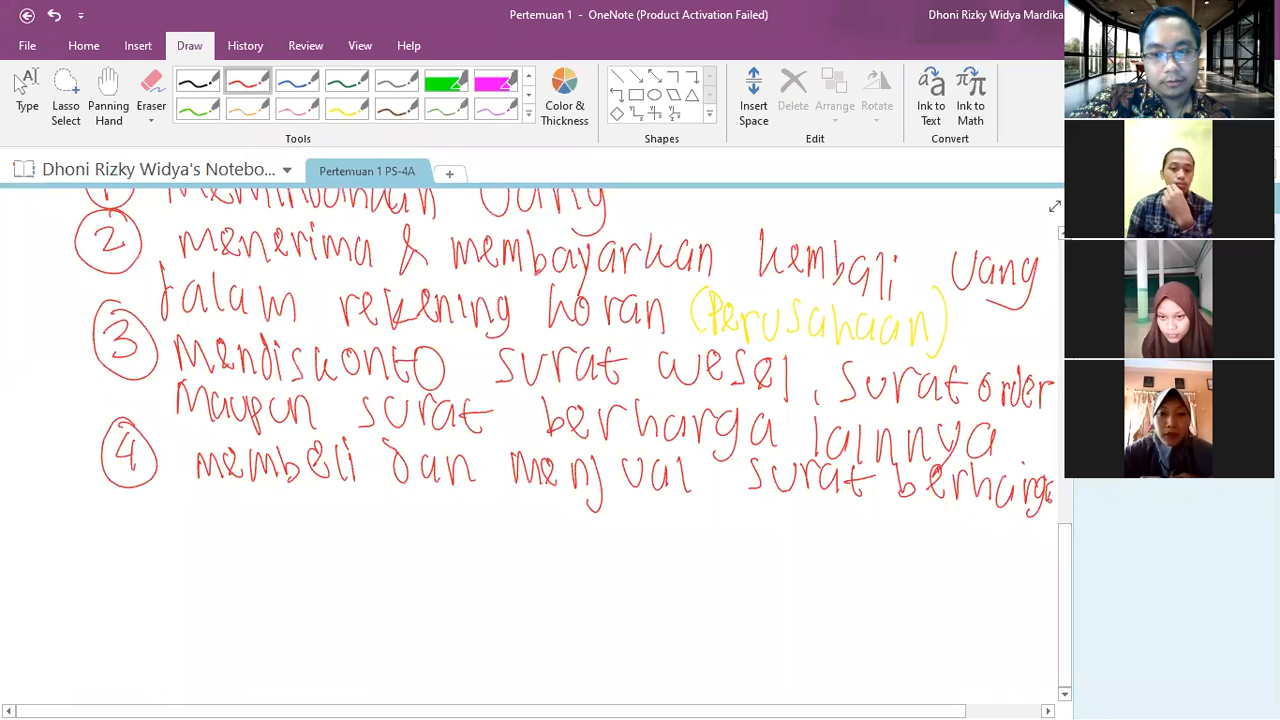 Pertemuan 1 - OneNote (Product Activation Failed)
Dhoni Rizky Widya Mardika
File Home Insert Draw History Review View Help
Type
Lasso Select
Panning Hand
Eraser
Color & Thickness
Insert Space
Delete
Arrange
Rotate
Ink to Text
Ink to Math
Tools
Shapes
Edit
Convert
Dhoni Rizky Widya's Notebo...
Pertemuan 1 PS-4A
① Memindahkan Uang
② menerima & membayarkan kembali Uang
dalam rekening koran (Perusahaan)
③ mendiskonto surat wesel, surat order
Maupun surat berharga lainnya
④ membeli dan menjual surat berharga